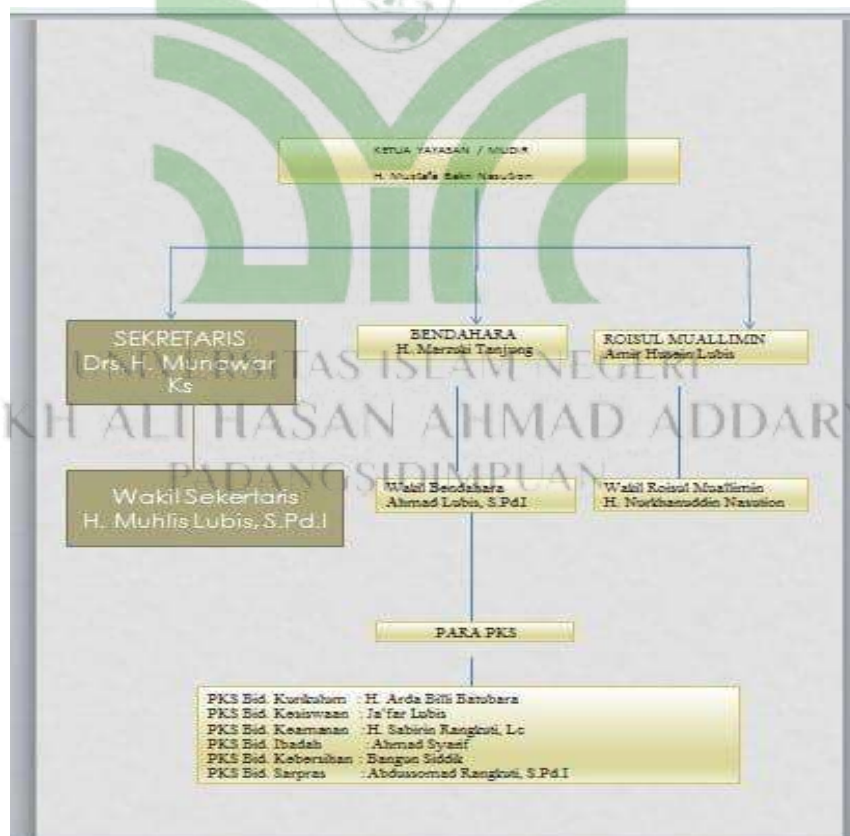 KETUA YAYASAN / MUDIR
H. Mustafa Bakri Nasution
SEKRETARIS
Drs. H. Munawar
Ks
BENDAHARA
H. Marzuki Tanjung
ROISUL MUALLIMIN
Amir Husein Lubis
UNIVERSITAS ISLAM NEGERI
KH ALI HASAN AHMAD ADDARY
PADANGSIDIMPUAN
Wakil Sekertaris
H. Muhlis Lubis, S.Pd.I
Wakil Bendahara
Ahmad Lubis, S.Pd.I
Wakil Roisul Muallimin
H. Nurkhanuddin Nasution
PARA PKS
PKS Bid. Kurikulum : H. Arda Billi Batubara
PKS Bid. Kesiswaan : Ja'far Lubis
PKS Bid. Keamanan : H. Sabirin Rangkuti, Lc
PKS Bid. Ibadah : Ahmad Syarif
PKS Bid. Kebersihan : Bangun Siddik
PKS Bid. Sarpras : Abdussomad Rangkuti, S.Pd.I